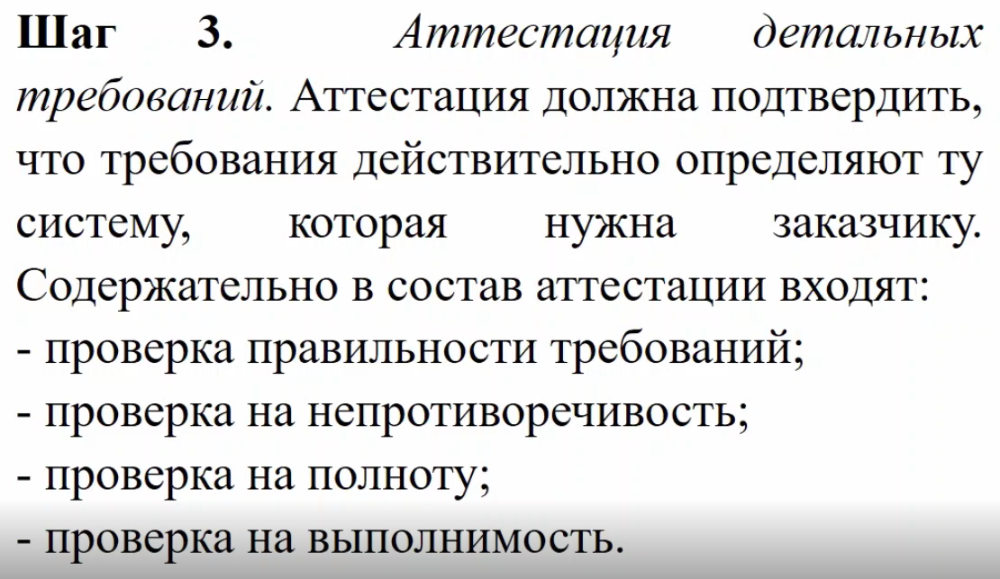 Шаг 3. Аттестация детальных
требований. Аттестация должна подтвердить,
что требования действительно определяют ту
систему, которая нужна заказчику.
Содержательно в состав аттестации входят:
- проверка правильности требований;
- проверка на непротиворечивость;
- проверка на полноту;
- проверка на выполнимость.